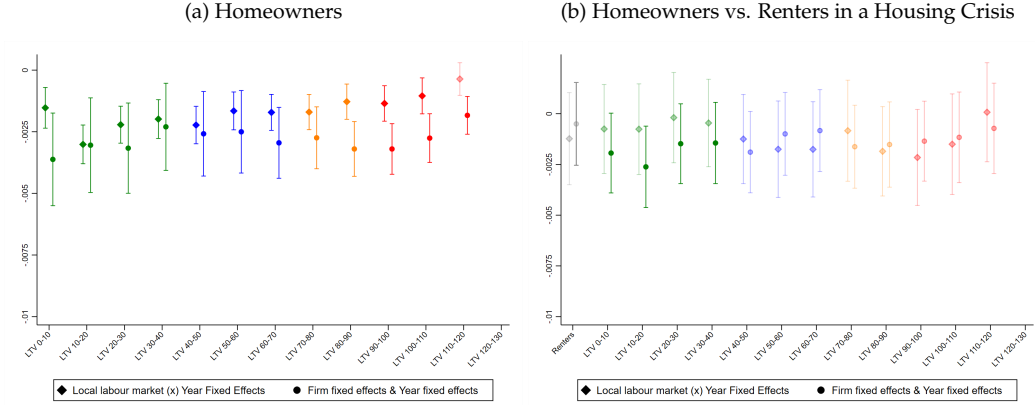 (a) Homeowners
0
-.0025
-.005
-.0075
-.01
LTV 0-10
LTV 10-20
LTV 20-30
LTV 30-40
LTV 40-50
LTV 50-60
LTV 60-70
LTV 70-80
LTV 80-90
LTV 90-100
LTV 100-110
LTV 110-120
LTV 120-130
Local labour market (x) Year Fixed Effects
Firm fixed effects & Year fixed effects
(b) Homeowners vs. Renters in a Housing Crisis
0
-.0025
-.005
-.0075
-.01
Renters
LTV 0-10
LTV 10-20
LTV 20-30
LTV 30-40
LTV 40-50
LTV 50-60
LTV 60-70
LTV 70-80
LTV 80-90
LTV 90-100
LTV 100-110
LTV 110-120
LTV 120-130
Local labour market (x) Year Fixed Effects
Firm fixed effects & Year fixed effects